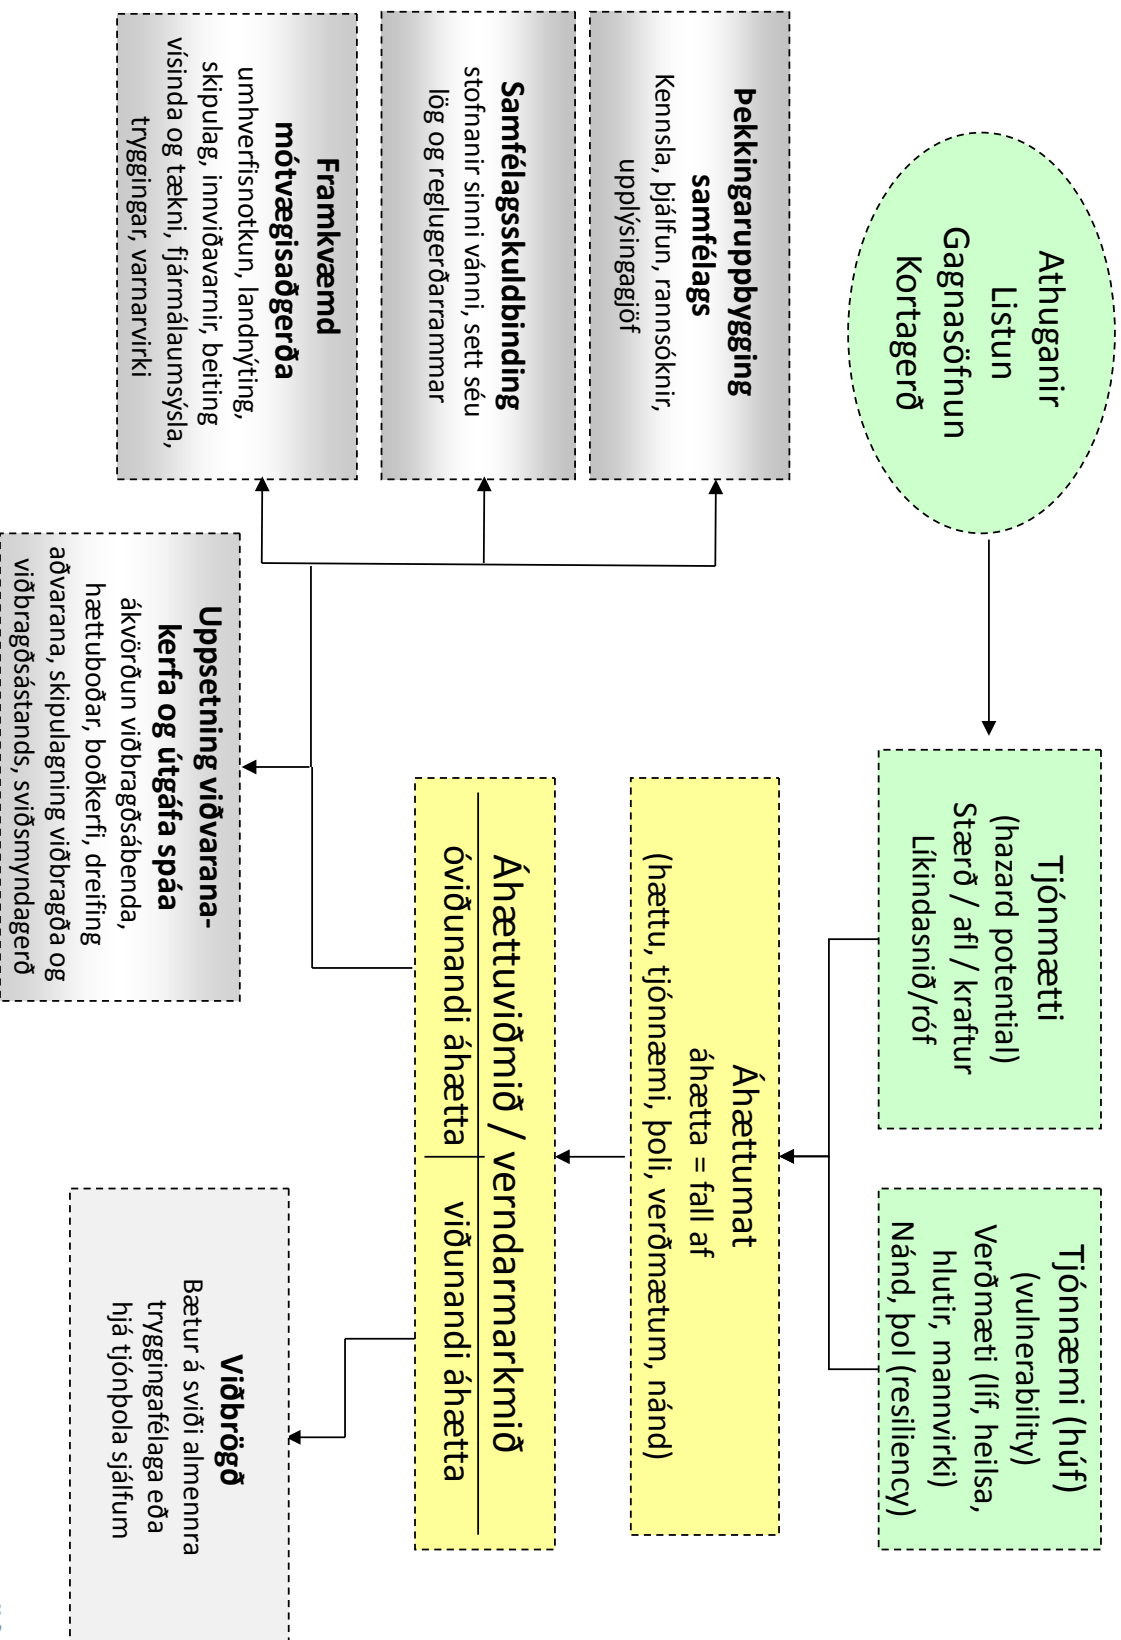 Athuganir
Listun
Gagnasöfnun
Kortagerð
Tjónmætti
(hazard potential)
Stærð / afl / kraftur
Líkindasnið/róf
Tjónnæmi (húf)
(vulnerability)
Verðmæti (líf, heilsa,
hlutir, mannvirki)
Nánd, þol (resiliency)
Áhættumat
áhætta = fall af
(hættu, tjónnæmi, þoli, verðmætum, nánd)
Áhættuviðmið / verndarmarkmið
óviðunandi áhætta
viðunandi áhætta
Þekkingaruppbygging
samfélags
Kennsla, þjálfun, rannsóknir,
upplýsingagjöf
Samfélagsskuldbinding
stofnanir sinni vánni, sett séu
lög og reglugerðarrammar
Framkvæmd
mótvægisaðgerða
umhverfisnotkun, landnýting,
skipulag, innviðavarnir, beiting
vísinda og tækni, fjármálaumsýsla,
tryggingar, varnarvirki
Uppsetning viðvarana-
kerfa og útgáfa spáa
ákvörðun viðbragðsábenda,
hættuboðar, boðkerfi, dreifing
aðvarana, skipulagning viðbragða og
viðbragðsástands, sviðsmyndagerð
Viðbrögð
Bætur á sviði almennra
tryggingafélaga eða
hjá tjónþola sjálfum